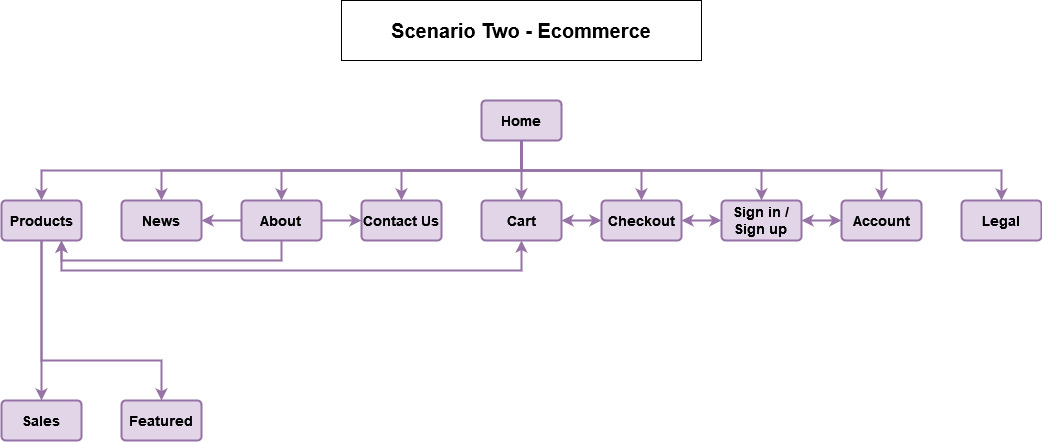 Scenario Two - Ecommerce
Home
Products
News
About
Contact Us
Cart
Checkout
Sign in /
Sign up
Account
Legal
Sales
Featured